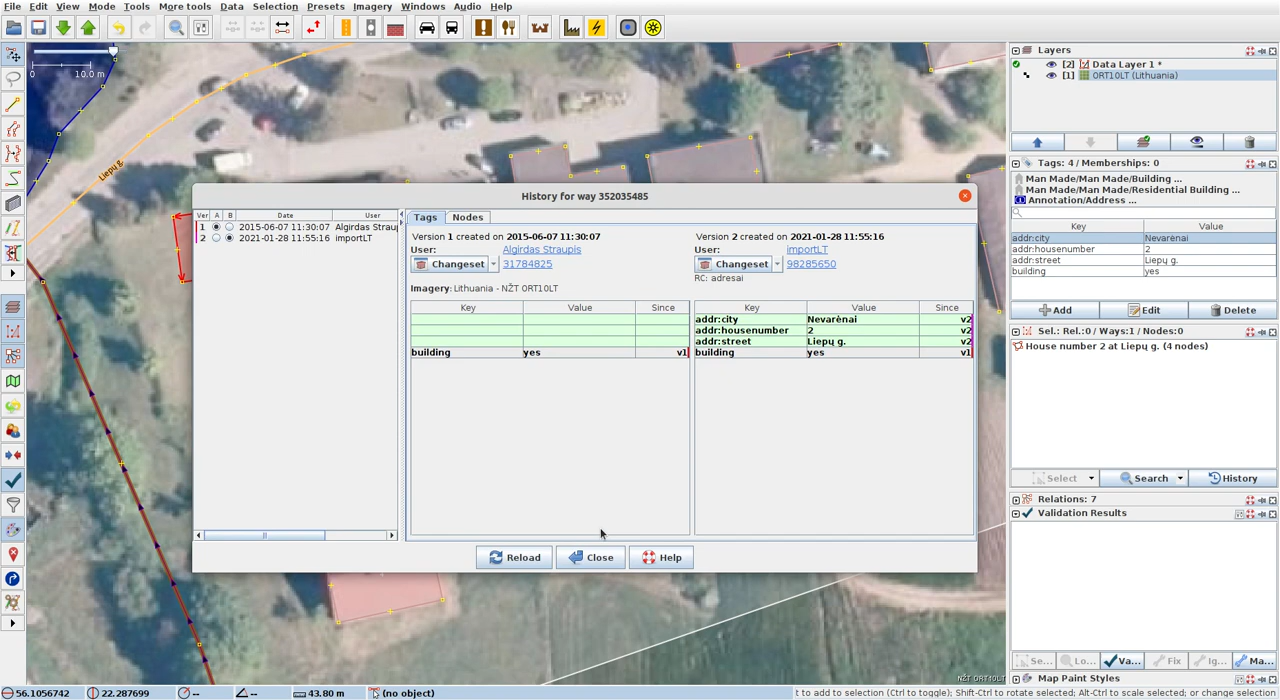 File Edit View Mode Tools More tools Data Selection Presets Imagery Windows Audio Help
0 10.0 m
Liepų g.
History for way 352035485
Ver A B Date User
1 2015-06-07 11:30:07 Algirdas Straup
2 2021-01-28 11:55:16 importLT
Tags Nodes
Version 1 created on 2015-06-07 11:30:07
User: Algirdas Straupis
Changeset 31784825
Imagery: Lithuania - NŽT ORT10LT
Key Value Since
building yes v1
Version 2 created on 2021-01-28 11:55:16
User: importLT
Changeset 98285650
RC: adresai
Key Value Since
addr:city Nevarėnai v2
addr:housenumber 2 v2
addr:street Liepų g. v2
building yes v1
Reload Close Help
NŽT ORT10LT
Layers
[2] Data Layer 1 *
[1] ORT10LT (Lithuania)
Tags: 4 / Memberships: 0
Man Made/Man Made/Building ...
Man Made/Man Made/Residential Building ...
Annotation/Address ...
Key Value
addr:city Nevarėnai
addr:housenumber 2
addr:street Liepų g.
building yes
Add Edit Delete
Sel.: Rel.:0 / Ways:1 / Nodes:0
House number 2 at Liepų g. (4 nodes)
Select Search History
Relations: 7
Validation Results
Se... Lo... Va... Fix Ig... Ma...
Map Paint Styles
56.1056742 22.287699 -- -- 43.80 m (no object)
t to add to selection (Ctrl to toggle); Shift-Ctrl to rotate selected; Alt-Ctrl to scale selected; or change selection